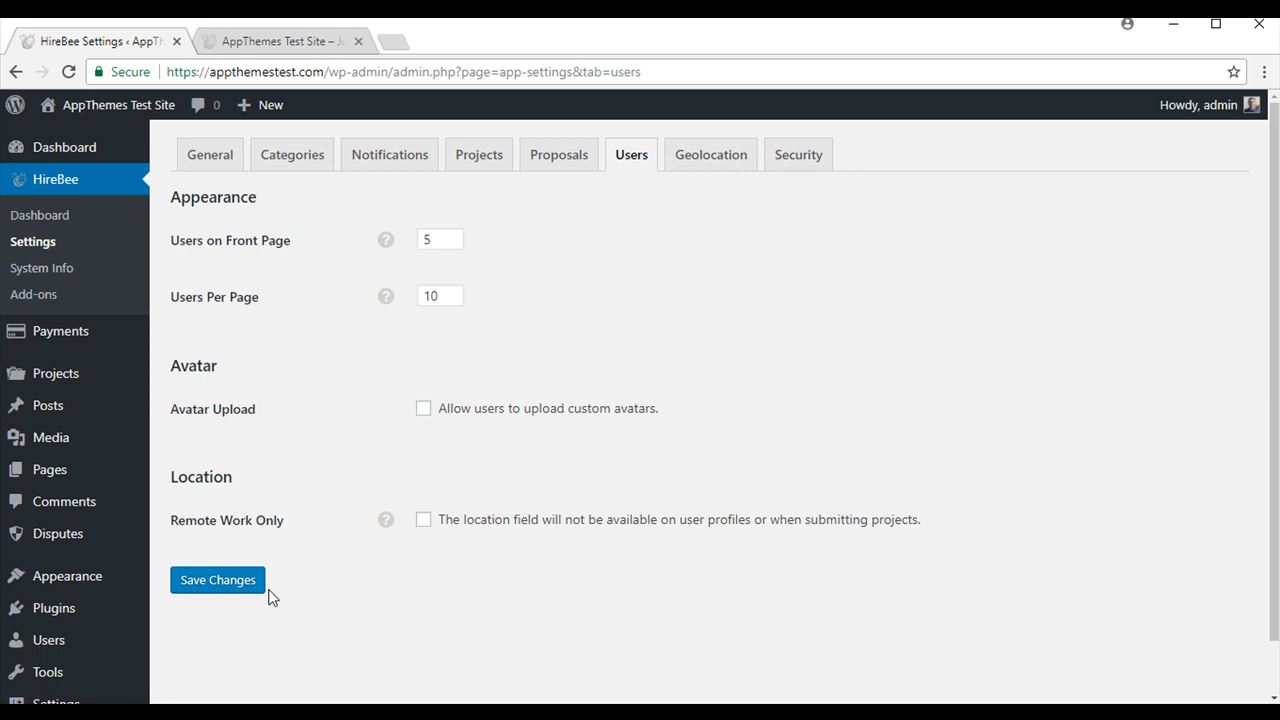 HireBee Settings ‹ AppTh
AppThemes Test Site – Ju
Secure https://appthemestest.com/wp-admin/admin.php?page=app-settings&tab=users
AppThemes Test Site 0 New Howdy, admin
Dashboard
HireBee
Dashboard
Settings
System Info
Add-ons
Payments
Projects
Posts
Media
Pages
Comments
Disputes
Appearance
Plugins
Users
Tools
Settings
General Categories Notifications Projects Proposals Users Geolocation Security
Appearance
Users on Front Page ? 5
Users Per Page ? 10
Avatar
Avatar Upload Allow users to upload custom avatars.
Location
Remote Work Only ? The location field will not be available on user profiles or when submitting projects.
Save Changes